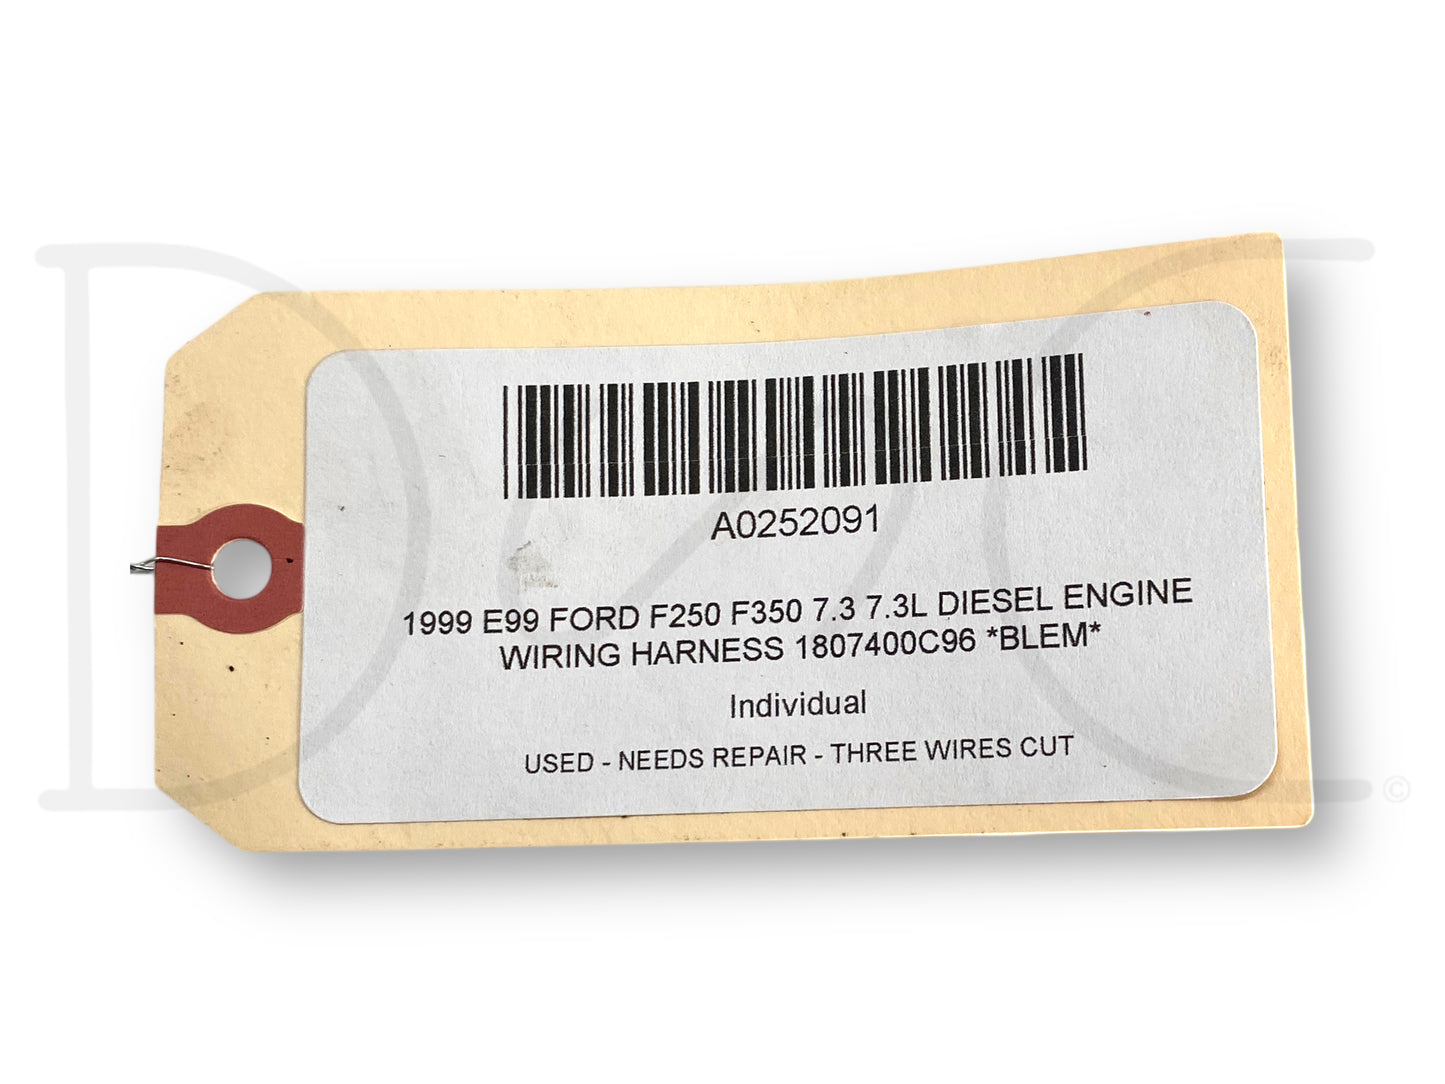 A0252091
1999 E99 FORD F250 F350 7.3 7.3L DIESEL ENGINE
WIRING HARNESS 1807400C96 *BLEM*
Individual
USED - NEEDS REPAIR - THREE WIRES CUT
D2C ©